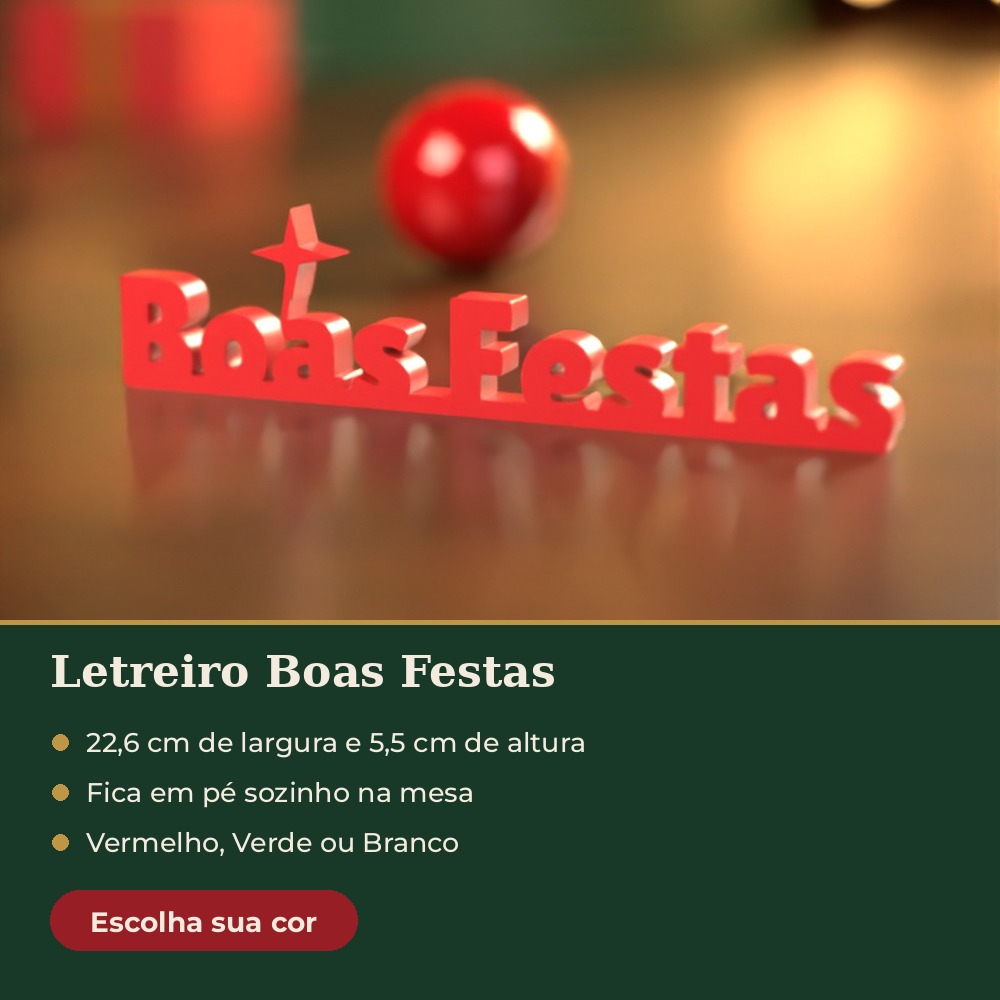 Boas Festas
Letreiro Boas Festas
22,6 cm de largura e 5,5 cm de altura
Fica em pé sozinho na mesa
Vermelho, Verde ou Branco
Escolha sua cor